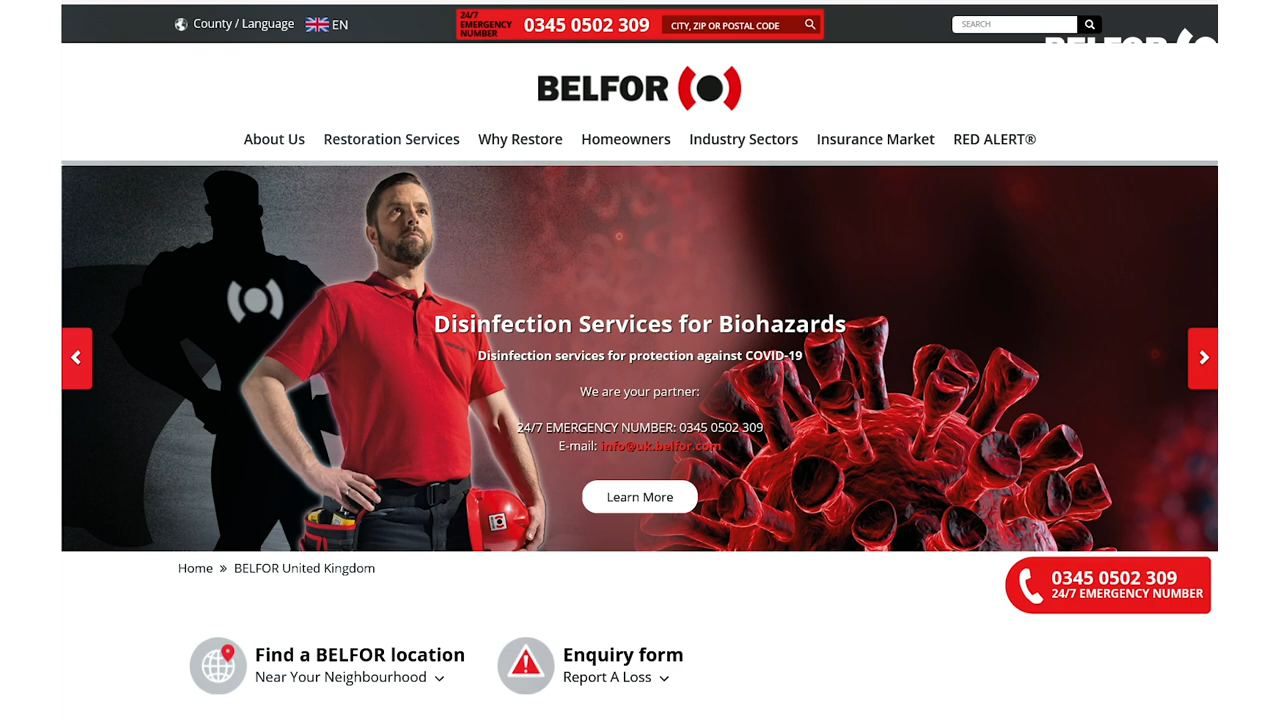 County / Language
EN
24/7
EMERGENCY
NUMBER
0345 0502 309
CITY, ZIP OR POSTAL CODE
SEARCH
BELFOR
BELFOR
About Us
Restoration Services
Why Restore
Homeowners
Industry Sectors
Insurance Market
RED ALERT®
Disinfection Services for Biohazards
Disinfection services for protection against COVID-19
We are your partner:
24/7 EMERGENCY NUMBER: 0345 0502 309
E-mail: info@uk.belfor.com
Learn More
Home » BELFOR United Kingdom
0345 0502 309
24/7 EMERGENCY NUMBER
Find a BELFOR location
Near Your Neighbourhood
Enquiry form
Report A Loss